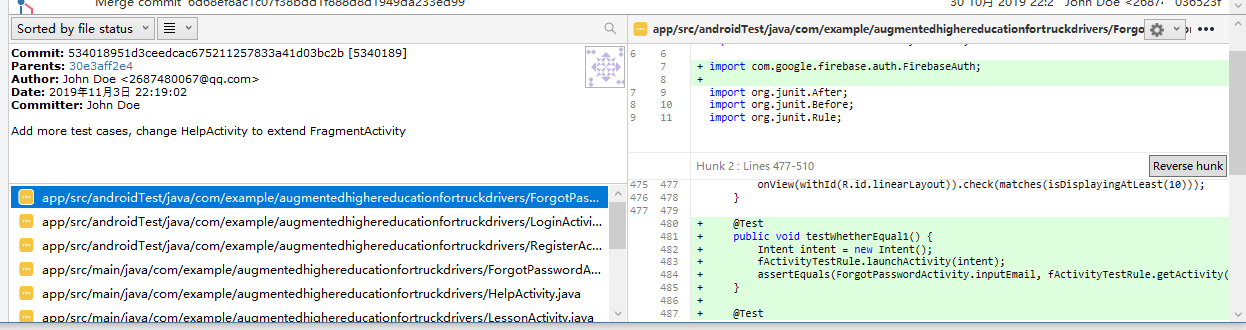 Merge commit '6d68ef8ac1c07f38bdd1f888d8d1949da233ed99
30 10月 2019 22:2
John Doe <2687
036523f
Sorted by file status
Commit: 534018951d3ceedcac675211257833a41d03bc2b [5340189]
Parents: 30e3aff2e4
Author: John Doe <2687480067@qq.com>
Date: 2019年11月3日 22:19:02
Committer: John Doe
Add more test cases, change HelpActivity to extend FragmentActivity
app/src/androidTest/java/com/example/augmentedhighereducationfortruckdrivers/ForgotPas...
app/src/androidTest/java/com/example/augmentedhighereducationfortruckdrivers/LoginActivi...
app/src/androidTest/java/com/example/augmentedhighereducationfortruckdrivers/RegisterAc...
app/src/main/java/com/example/augmentedhighereducationfortruckdrivers/ForgotPasswordA...
app/src/main/java/com/example/augmentedhighereducationfortruckdrivers/HelpActivity.java
app/src/main/java/com/example/augmentedhighereducationfortruckdrivers/LessonActivity.java
app/src/androidTest/java/com/example/augmentedhighereducationfortruckdrivers/Forgo
6 6
7 + import com.google.firebase.auth.FirebaseAuth;
8 +
7 9 import org.junit.After;
8 10 import org.junit.Before;
9 11 import org.junit.Rule;
Hunk 2 : Lines 477-510
Reverse hunk
475 477 onView(withId(R.id.linearLayout)).check(matches(isDisplayingAtLeast(10)));
476 478 }
477 479
480 + @Test
481 + public void testWhetherEqual1() {
482 + Intent intent = new Intent();
483 + fActivityTestRule.launchActivity(intent);
484 + assertEquals(ForgotPasswordActivity.inputEmail, fActivityTestRule.getActivity(
485 + }
486 +
487 + @Test